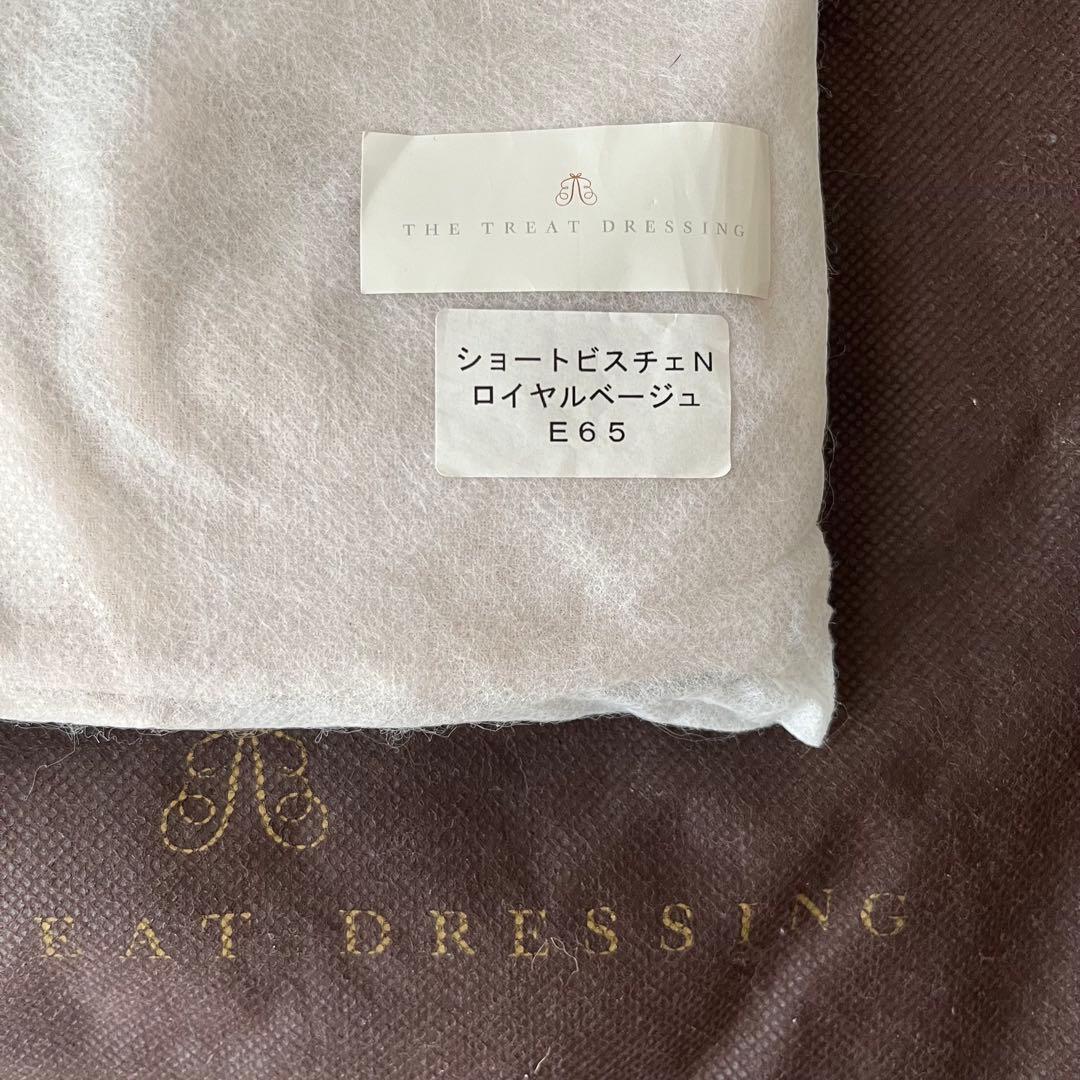 THE TREAT DRESSING
ショートビスチェＮ
ロイヤルベージュ
Ｅ６５
EAT DRESSING